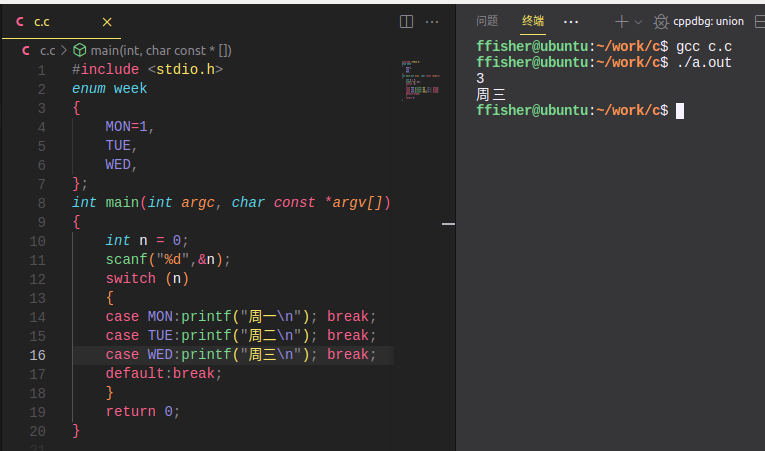 c.c
c.c > main(int, char const * [])
1 #include <stdio.h>
2 enum week
3 {
4 MON=1,
5 TUE,
6 WED,
7 };
8 int main(int argc, char const *argv[])
9 {
10 int n = 0;
11 scanf("%d",&n);
12 switch (n)
13 {
14 case MON:printf("周一\n"); break;
15 case TUE:printf("周二\n"); break;
16 case WED:printf("周三\n"); break;
17 default:break;
18 }
19 return 0;
20 }
21
问题 终端 ··· cppdbg: union
ffisher@ubuntu:~/work/c$ gcc c.c
ffisher@ubuntu:~/work/c$ ./a.out
3
周三
ffisher@ubuntu:~/work/c$